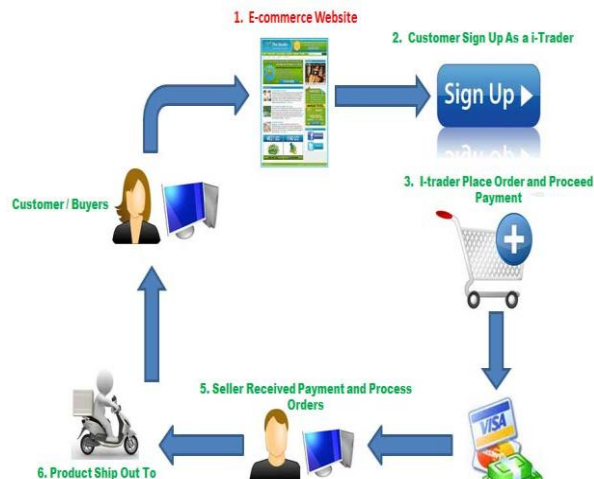 1. E-commerce Website
2. Customer Sign Up As a i-Trader
Sign Up
3. I-trader Place Order and Proceed
Payment
Customer / Buyers
5. Seller Received Payment and Process
Orders
VISA
6. Product Ship Out To